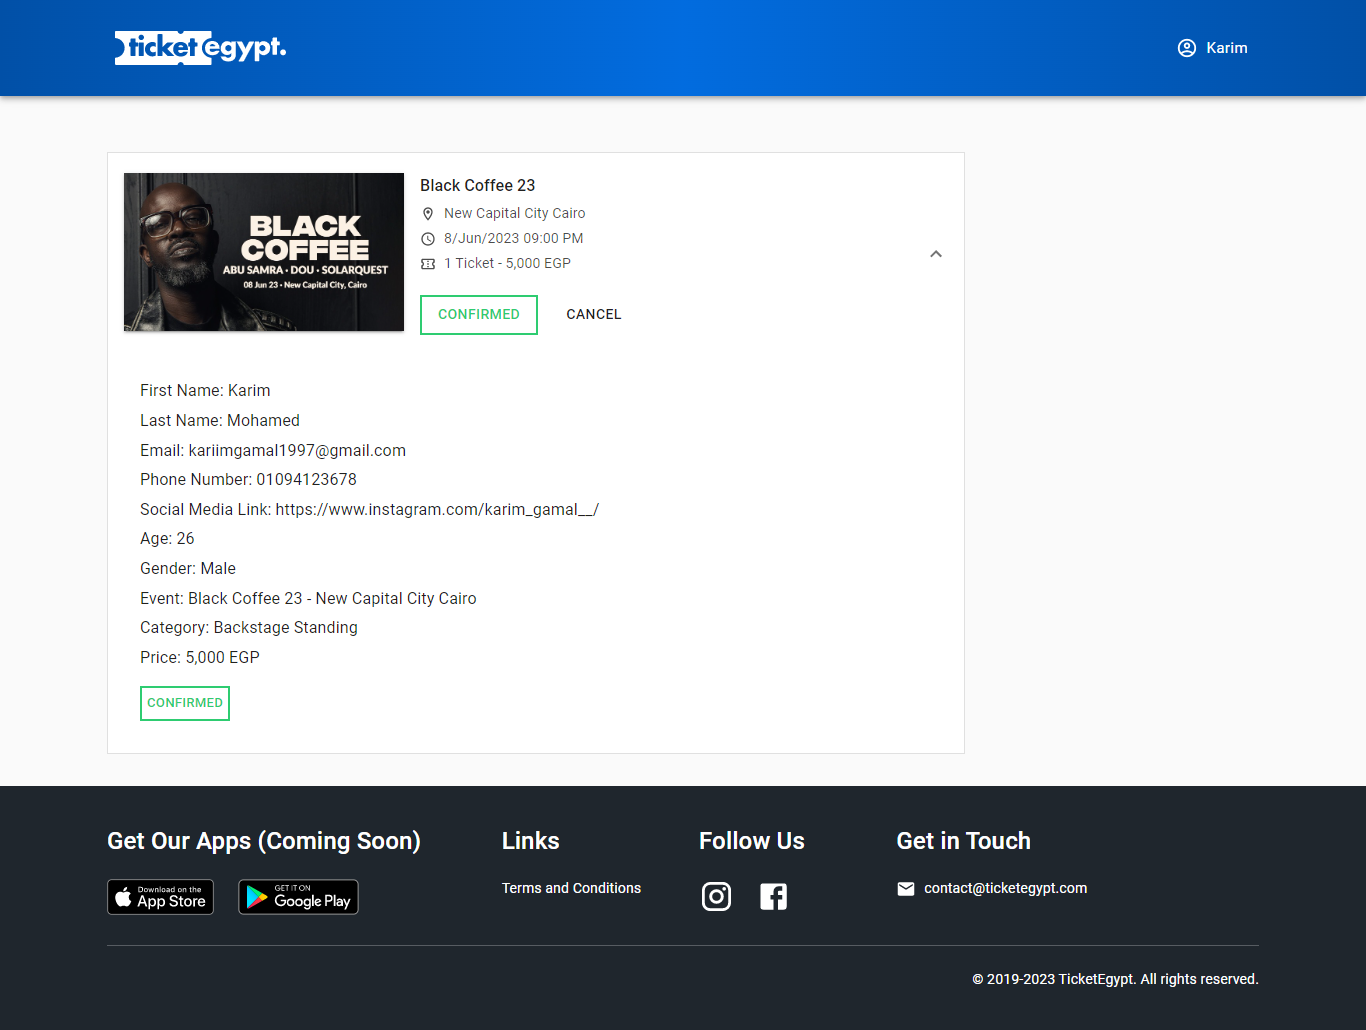 ticketegypt.
Karim
BLACK
COFFEE
ABU SAMRA • DOU • SOLARQUEST
08 Jun 23 • New Capital City, Cairo
Black Coffee 23
New Capital City Cairo
8/Jun/2023 09:00 PM
1 Ticket - 5,000 EGP
CONFIRMED CANCEL
First Name: Karim
Last Name: Mohamed
Email: kariimgamal1997@gmail.com
Phone Number: 01094123678
Social Media Link: https://www.instagram.com/karim_gamal__/
Age: 26
Gender: Male
Event: Black Coffee 23 - New Capital City Cairo
Category: Backstage Standing
Price: 5,000 EGP
CONFIRMED
Get Our Apps (Coming Soon)
Download on the
App Store
GET IT ON
Google Play
Links
Terms and Conditions
Follow Us
Get in Touch
contact@ticketegypt.com
© 2019-2023 TicketEgypt. All rights reserved.